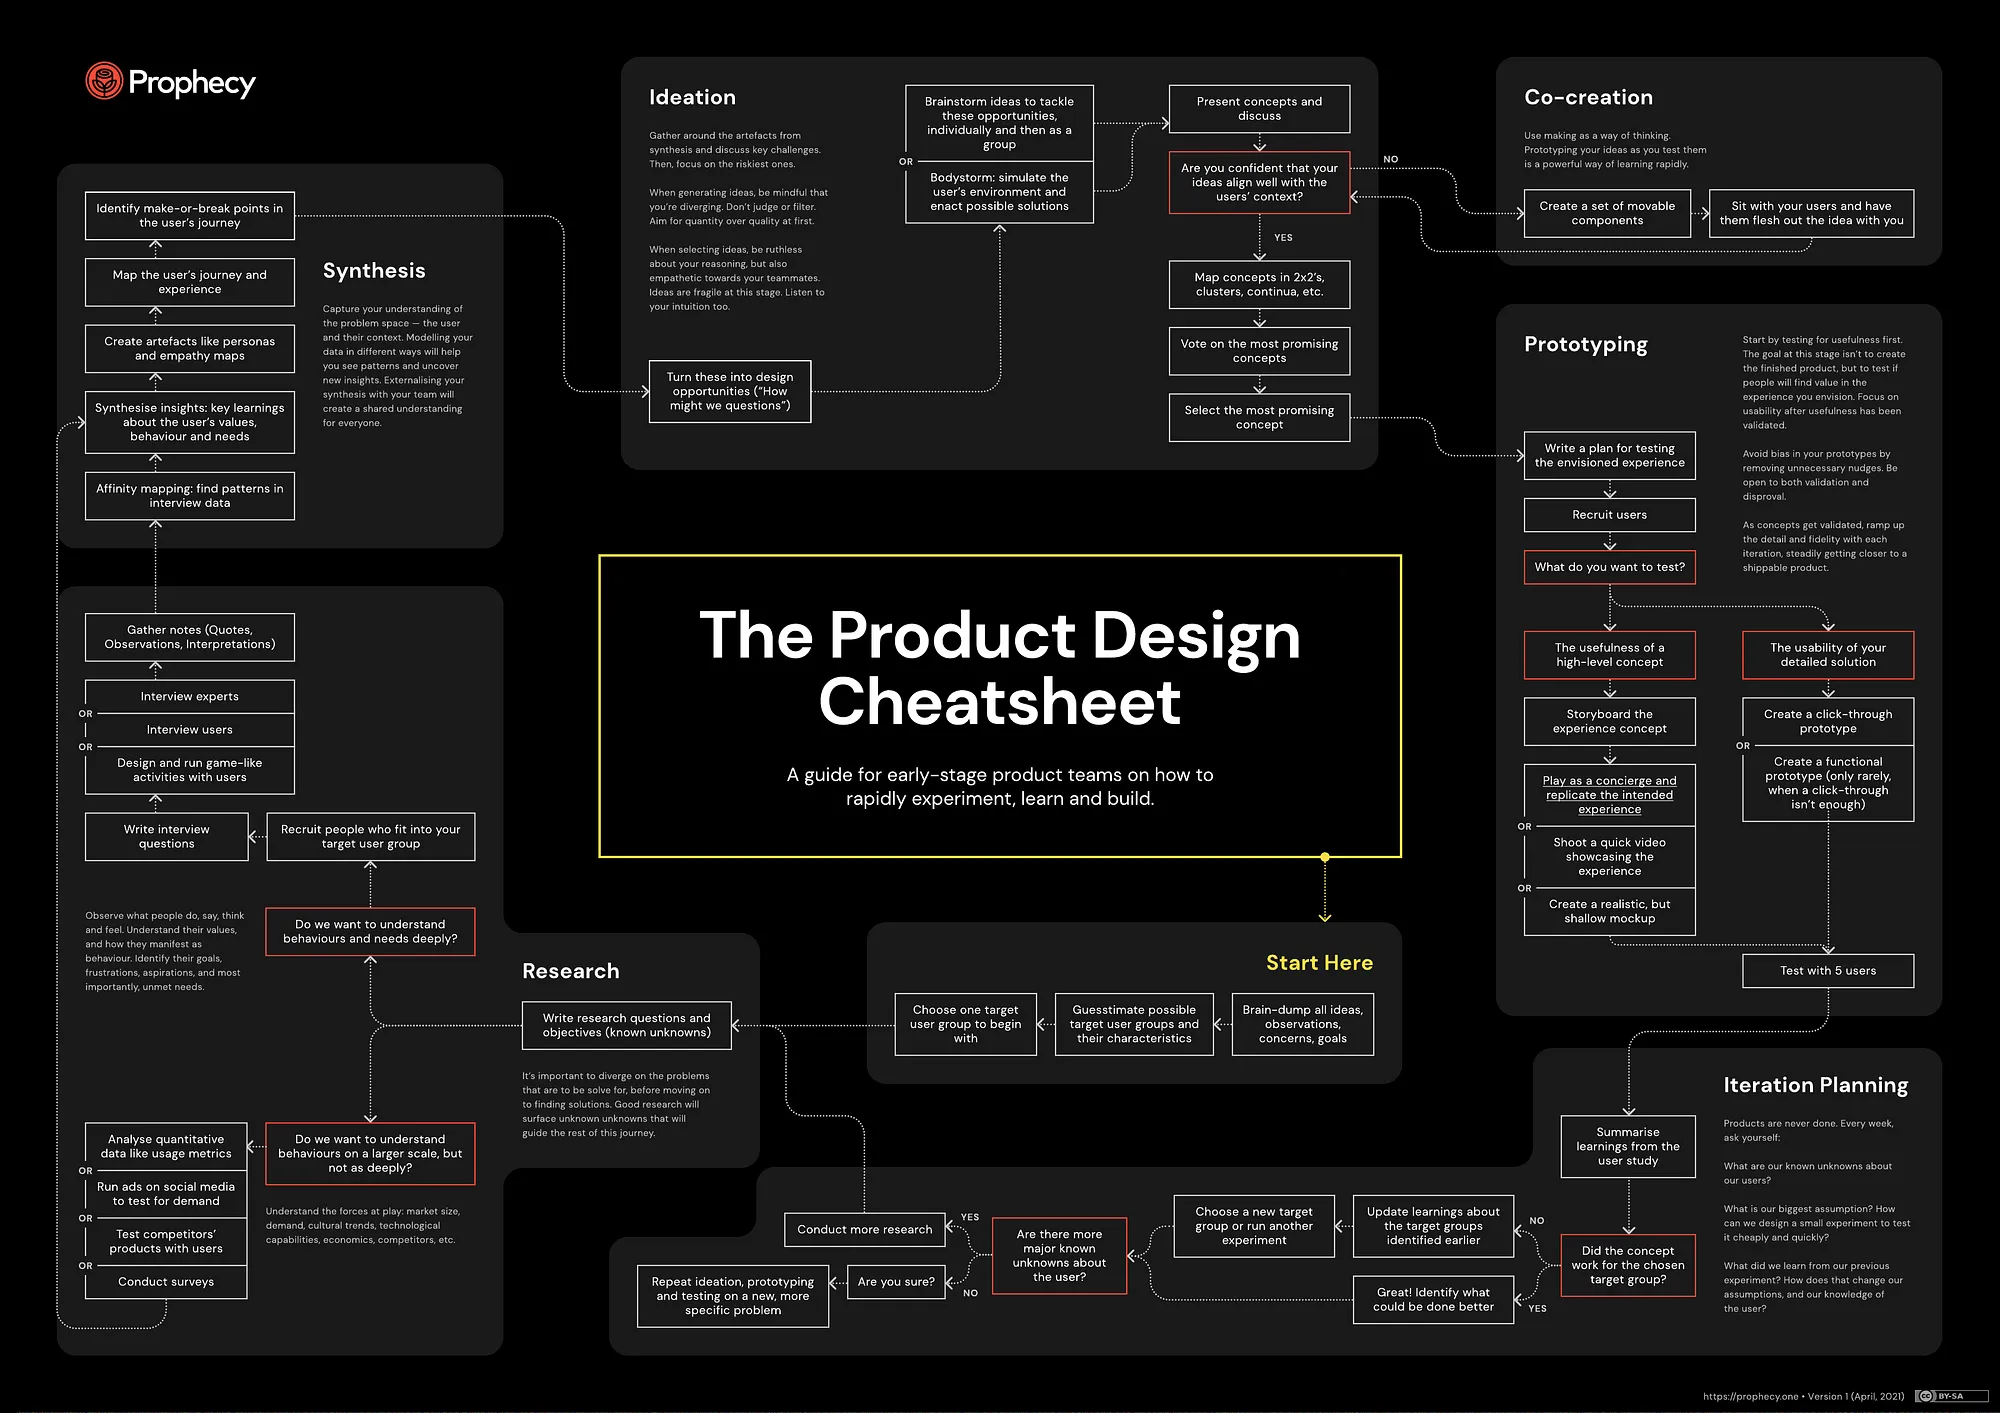 Prophecy
Ideation
Gather around the artefacts from
synthesis and discuss key challenges.
Then, focus on the riskiest ones.
When generating ideas, be mindful that
you're diverging. Don't judge or filter.
Aim for quantity over quality at first.
When selecting ideas, be ruthless
about your reasoning, but also
empathetic towards your teammates.
Ideas are fragile at this stage. Listen to
your intuition too.
Turn these into design
opportunities ("How
might we questions")
Brainstorm ideas to tackle
these opportunities,
individually and then as a
group
OR
Bodystorm: simulate the
user's environment and
enact possible solutions
Present concepts and
discuss
Are you confident that your
ideas align well with the
users' context?
NO
YES
Map concepts in 2x2's,
clusters, continua, etc.
Vote on the most promising
concepts
Select the most promising
concept
Co-creation
Use making as a way of thinking.
Prototyping your ideas as you test them
is a powerful way of learning rapidly.
Create a set of movable
components
Sit with your users and have
them flesh out the idea with you
Identify make-or-break points in
the user's journey
Map the user's journey and
experience
Create artefacts like personas
and empathy maps
Synthesise insights: key learnings
about the user's values,
behaviour and needs
Affinity mapping: find patterns in
interview data
Synthesis
Capture your understanding of
the problem space — the user
and their context. Modelling your
data in different ways will help
you see patterns and uncover
new insights. Externalising your
synthesis with your team will
create a shared understanding
for everyone.
Prototyping
Start by testing for usefulness first.
The goal at this stage isn't to create
the finished product, but to test if
people will find value in the
experience you envision. Focus on
usability after usefulness has been
validated.
Avoid bias in your prototypes by
removing unnecessary nudges. Be
open to both validation and
disproval.
As concepts get validated, ramp up
the detail and fidelity with each
iteration, steadily getting closer to a
shippable product.
Write a plan for testing
the envisioned experience
Recruit users
What do you want to test?
The usefulness of a
high-level concept
Storyboard the
experience concept
Play as a concierge and
replicate the intended
experience
OR
Shoot a quick video
showcasing the
experience
OR
Create a realistic, but
shallow mockup
The usability of your
detailed solution
Create a click-through
prototype
OR
Create a functional
prototype (only rarely,
when a click-through
isn't enough)
Test with 5 users
The Product Design
Cheatsheet
A guide for early-stage product teams on how to
rapidly experiment, learn and build.
Start Here
Brain-dump all ideas,
observations,
concerns, goals
Guesstimate possible
target user groups and
their characteristics
Choose one target
user group to begin
with
Gather notes (Quotes,
Observations, Interpretations)
Interview experts
OR
Interview users
OR
Design and run game-like
activities with users
Write interview
questions
Recruit people who fit into your
target user group
Observe what people do, say, think
and feel. Understand their values,
and how they manifest as
behaviour. Identify their goals,
frustrations, aspirations, and most
importantly, unmet needs.
Do we want to understand
behaviours and needs deeply?
Research
Write research questions and
objectives (known unknowns)
It's important to diverge on the problems
that are to be solve for, before moving on
to finding solutions. Good research will
surface unknown unknowns that will
guide the rest of this journey.
Do we want to understand
behaviours on a larger scale, but
not as deeply?
Understand the forces at play: market size,
demand, cultural trends, technological
capabilities, economics, competitors, etc.
Analyse quantitative
data like usage metrics
OR
Run ads on social media
to test for demand
OR
Test competitors'
products with users
OR
Conduct surveys
Iteration Planning
Products are never done. Every week,
ask yourself:
What are our known unknowns about
our users?
What is our biggest assumption? How
can we design a small experiment to test
it cheaply and quickly?
What did we learn from our previous
experiment? How does that change our
assumptions, and our knowledge of
the user?
Summarise
learnings from the
user study
Did the concept
work for the chosen
target group?
NO
YES
Update learnings about
the target groups
identified earlier
Choose a new target
group or run another
experiment
Great! Identify what
could be done better
Are there more
major known
unknowns about
the user?
YES
NO
Conduct more research
Are you sure?
Repeat ideation, prototyping
and testing on a new, more
specific problem
https://prophecy.one • Version 1 (April, 2021)
cc BY-SA